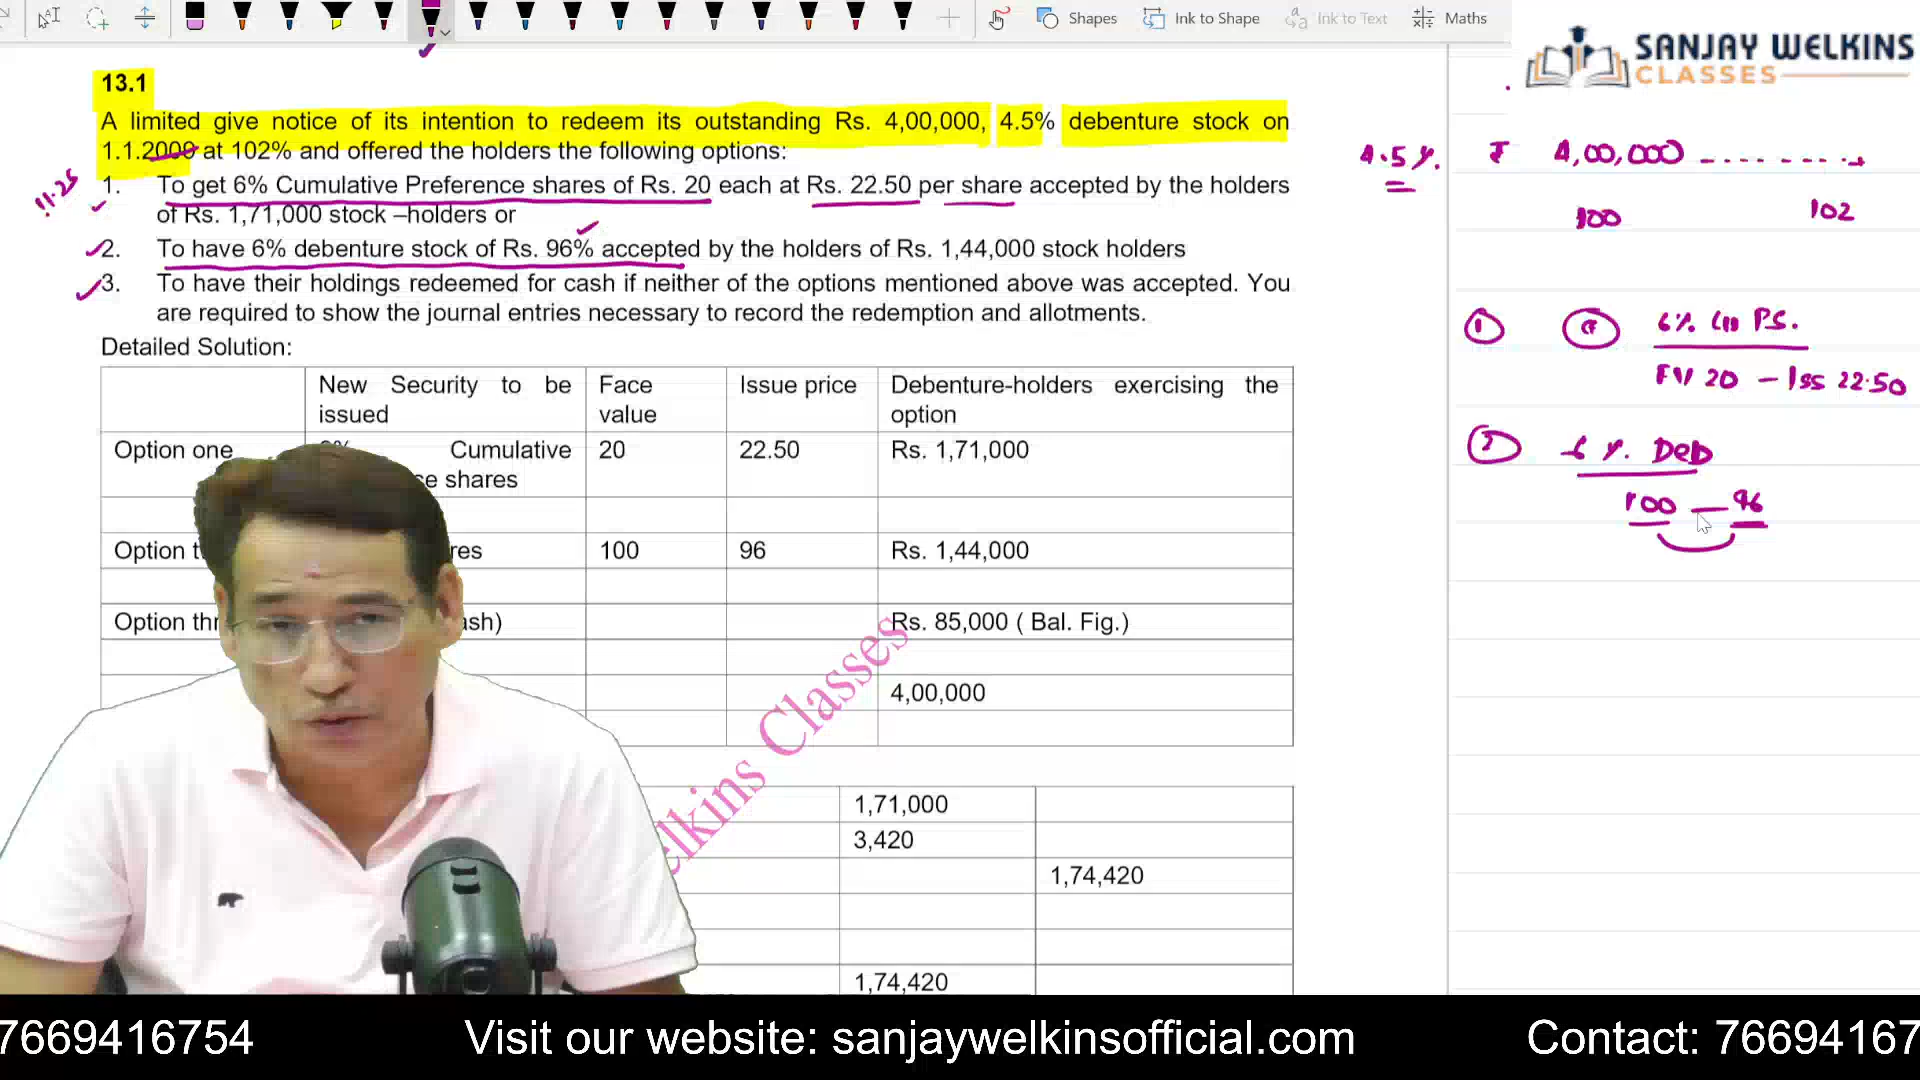 Shapes
Ink to Shape
Ink to Text
Maths
SANJAY WELKINS
CLASSES
13.1
A limited give notice of its intention to redeem its outstanding Rs. 4,00,000, 4.5% debenture stock on
1.1.2009 at 102% and offered the holders the following options:
11.25
1. To get 6% Cumulative Preference shares of Rs. 20 each at Rs. 22.50 per share accepted by the holders
of Rs. 1,71,000 stock –holders or
2. To have 6% debenture stock of Rs. 96% accepted by the holders of Rs. 1,44,000 stock holders
3. To have their holdings redeemed for cash if neither of the options mentioned above was accepted. You
are required to show the journal entries necessary to record the redemption and allotments.
Detailed Solution:
New Security to be issued
Face value
Issue price
Debenture-holders exercising the option
Option one
Cumulative
shares
20
22.50
Rs. 1,71,000
Option
100
96
Rs. 1,44,000
Option
Rs. 85,000 ( Bal. Fig.)
4,00,000
1,71,000
3,420
1,74,420
1,74,420
Classes
4.5 %.
₹ 4,00,000
100 102
1
6% PS.
FV 20 – Iss 22.50
2
6 %. Deb
100 — 96
7669416754
Visit our website: sanjaywelkinsofficial.com
Contact: 76694167